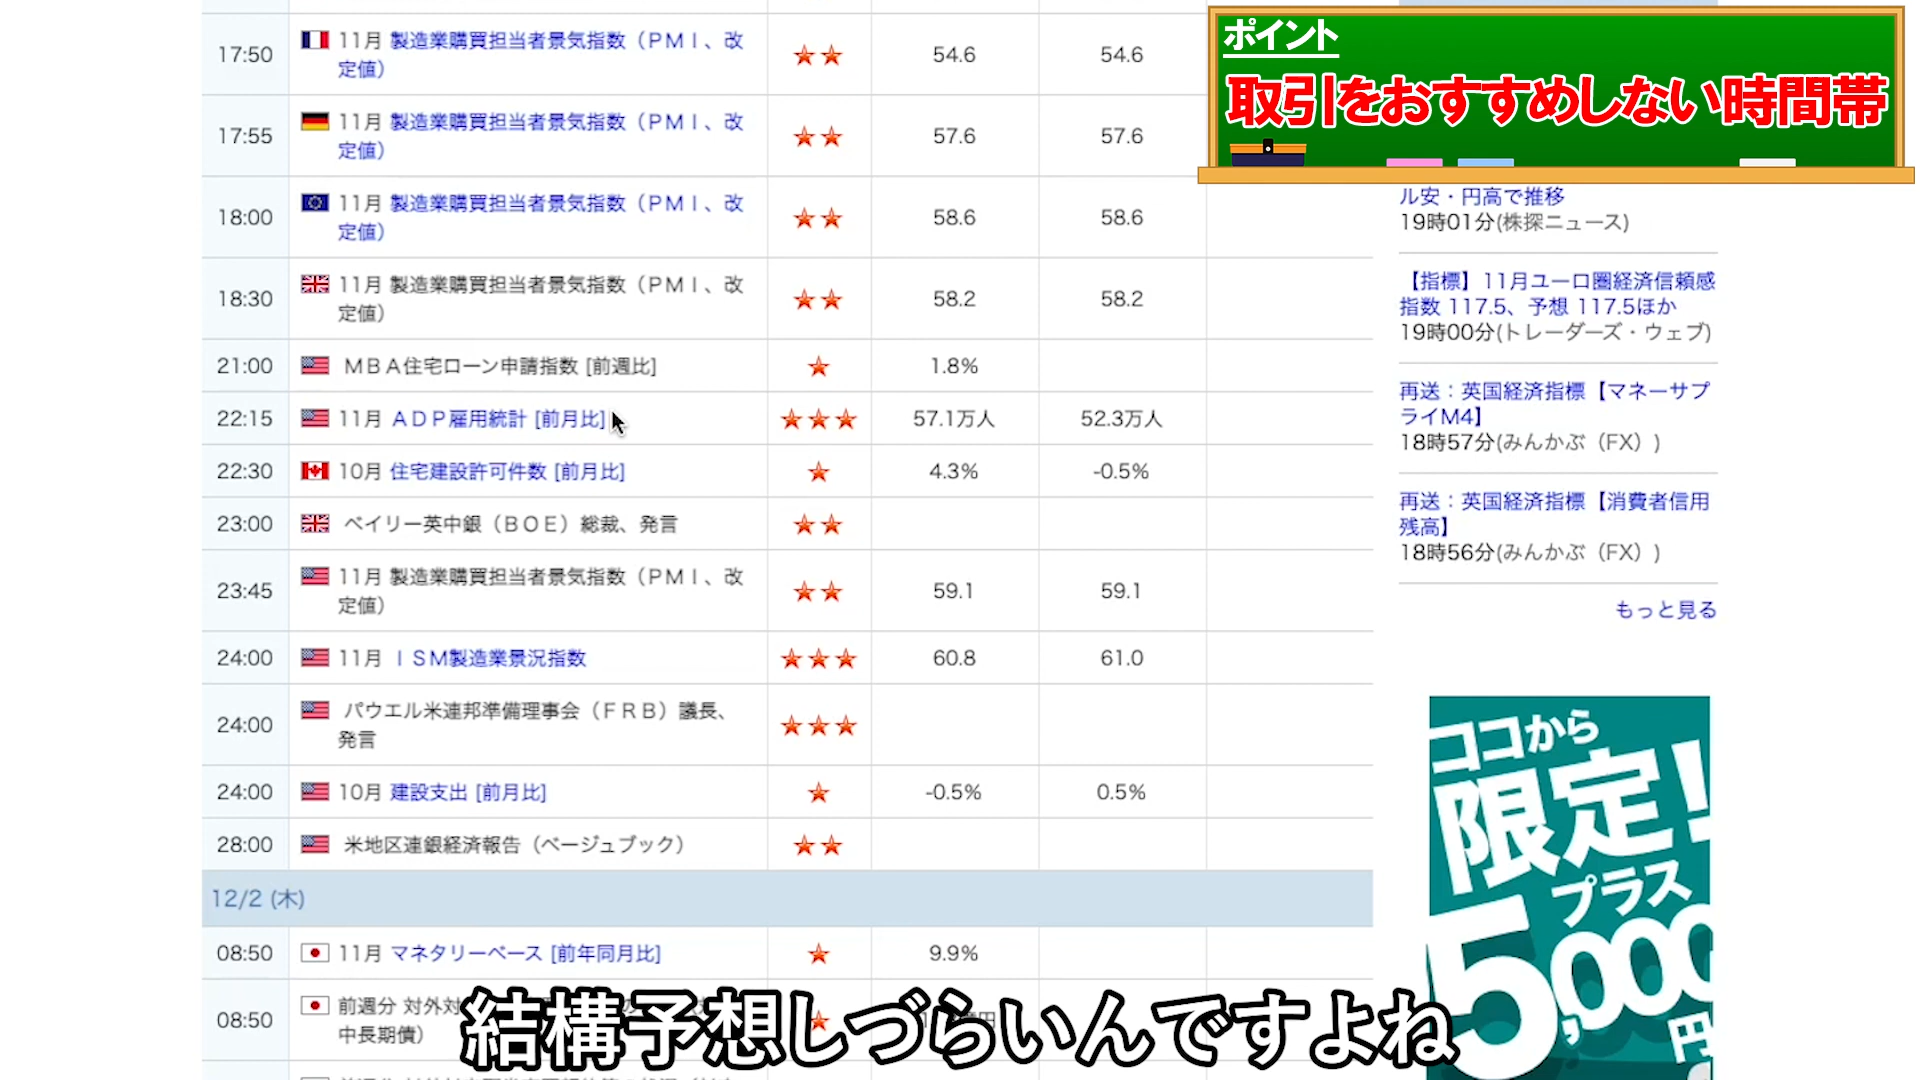 ポイント
取引をおすすめしない時間帯
17:50 11月 製造業購買担当者景気指数（ＰＭＩ、改
定値） ★★ 54.6 54.6
17:55 11月 製造業購買担当者景気指数（ＰＭＩ、改
定値） ★★ 57.6 57.6
18:00 11月 製造業購買担当者景気指数（ＰＭＩ、改
定値） ★★ 58.6 58.6
18:30 11月 製造業購買担当者景気指数（ＰＭＩ、改
定値） ★★ 58.2 58.2
21:00 ＭＢＡ住宅ローン申請指数 [前週比] ★ 1.8%
22:15 11月 ＡＤＰ雇用統計 [前月比] ★★★ 57.1万人 52.3万人
22:30 10月 住宅建設許可件数 [前月比] ★ 4.3% -0.5%
23:00 ベイリー英中銀（ＢＯＥ）総裁、発言 ★★
23:45 11月 製造業購買担当者景気指数（ＰＭＩ、改
定値） ★★ 59.1 59.1
24:00 11月 ＩＳＭ製造業景況指数 ★★★ 60.8 61.0
24:00 パウエル米連邦準備理事会（ＦＲＢ）議長、
発言 ★★★
24:00 10月 建設支出 [前月比] ★ -0.5% 0.5%
28:00 米地区連銀経済報告（ベージュブック） ★★
12/2 (木)
08:50 11月 マネタリーベース [前年同月比] ★ 9.9%
08:50 前週分 対外対
中長期債） ★
ル安・円高で推移
19時01分(株探ニュース)
【指標】11月ユーロ圏経済信頼感
指数 117.5、予想 117.5ほか
19時00分(トレーダーズ・ウェブ)
再送：英国経済指標【マネーサプ
ライM4】
18時57分(みんかぶ（FX）)
再送：英国経済指標【消費者信用
残高】
18時56分(みんかぶ（FX）)
もっと見る
ココから
限定！
プラス
5,000
円
結構予想しづらいんですよね